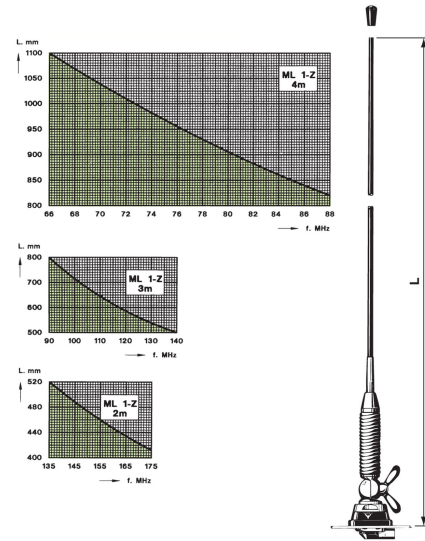 L. mm
1100
1050
1000
950
900
850
800
ML 1-Z
4m
66 68 70 72 74 76 78 80 82 84 86 88
f. MHz
L. mm
800
700
600
500
ML 1-Z
3m
90 100 110 120 130 140
f. MHz
L. mm
520
480
440
400
ML 1-Z
2m
135 145 155 165 175
f. MHz
L